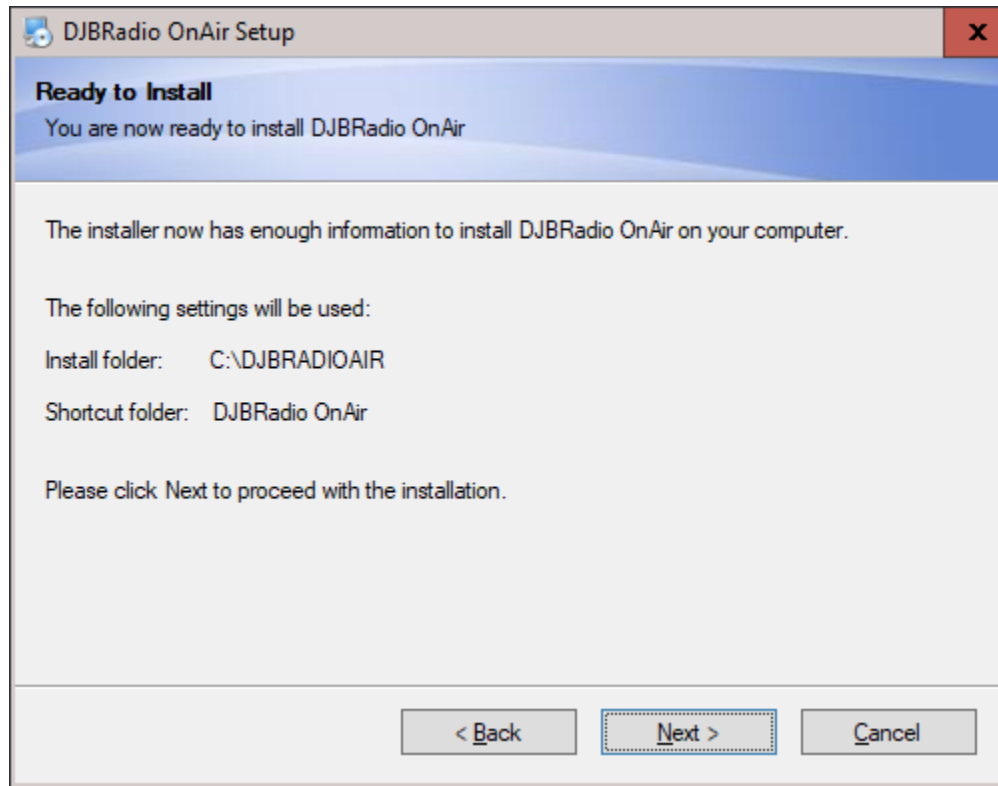 DJBRadio OnAir Setup
x
Ready to Install
You are now ready to install DJBRadio OnAir
The installer now has enough information to install DJBRadio OnAir on your computer.
The following settings will be used:
Install folder: C:\DJBRADIOAIR
Shortcut folder: DJBRadio OnAir
Please click Next to proceed with the installation.
< Back Next > Cancel